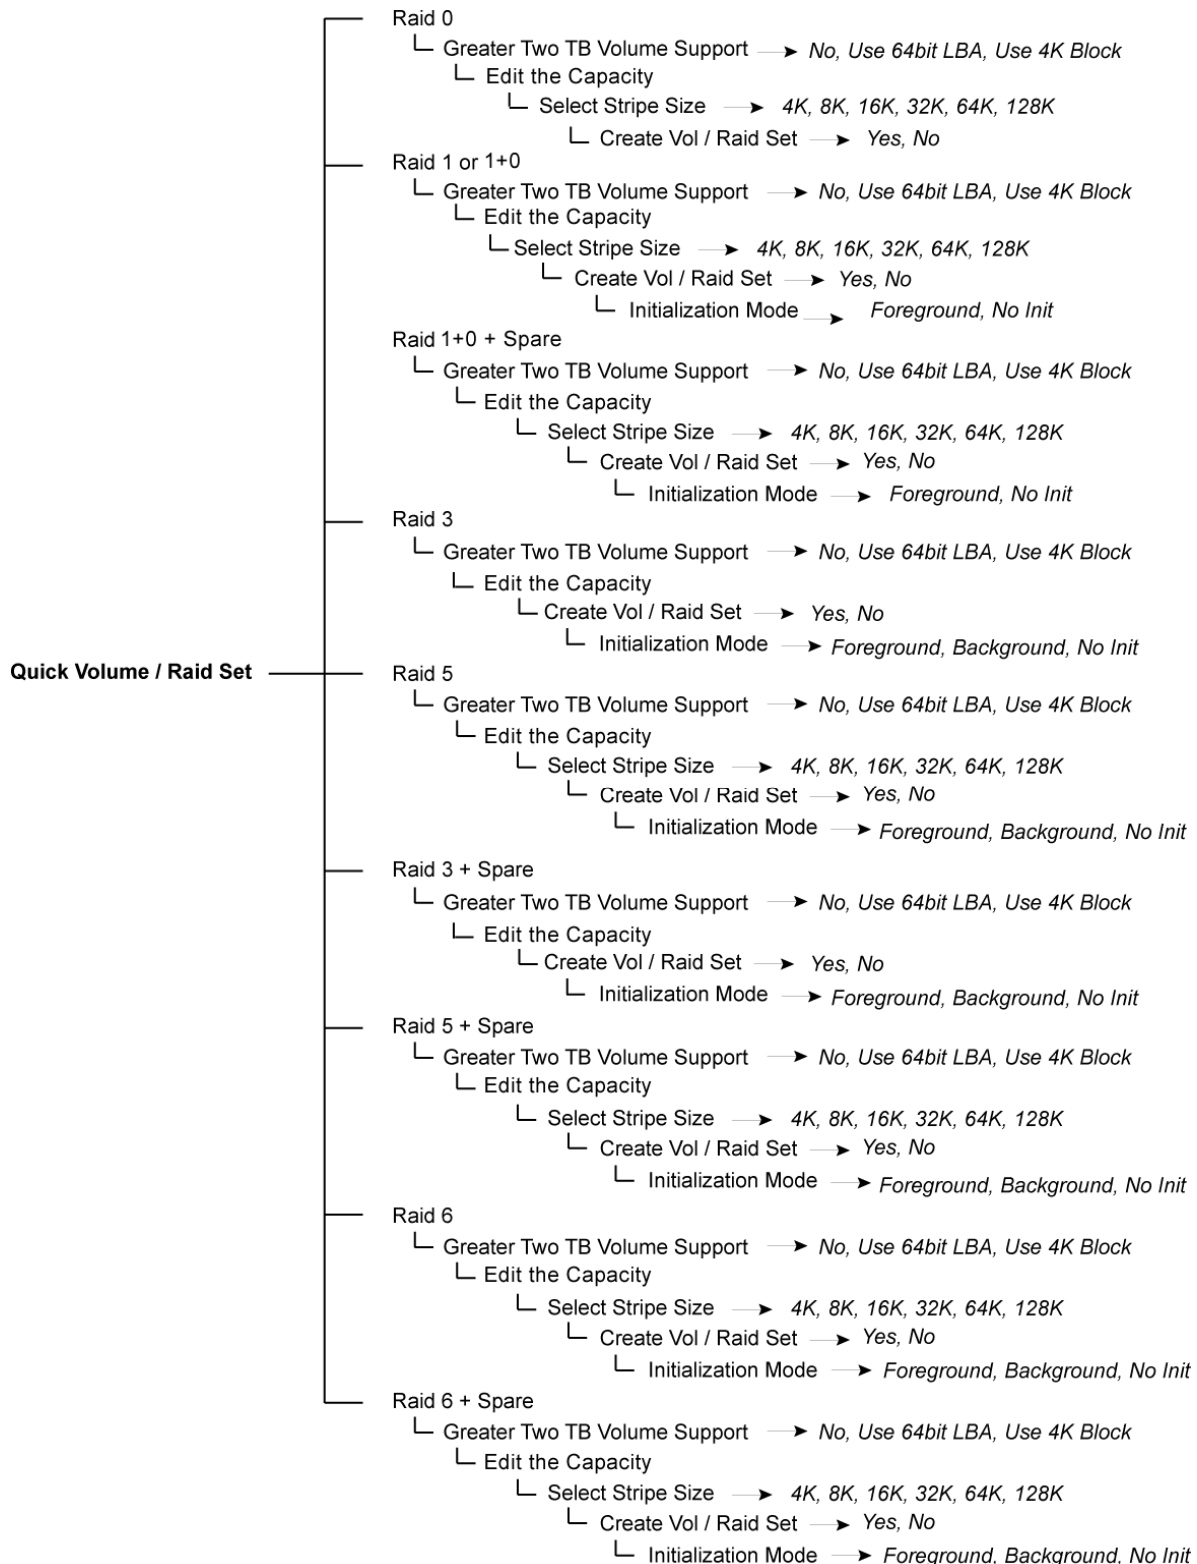 Raid 0
Greater Two TB Volume Support No, Use 64bit LBA, Use 4K Block
Edit the Capacity
Select Stripe Size 4K, 8K, 16K, 32K, 64K, 128K
Create Vol / Raid Set Yes, No
Raid 1 or 1+0
Greater Two TB Volume Support No, Use 64bit LBA, Use 4K Block
Edit the Capacity
Select Stripe Size 4K, 8K, 16K, 32K, 64K, 128K
Create Vol / Raid Set Yes, No
Initialization Mode Foreground, No Init
Raid 1+0 + Spare
Greater Two TB Volume Support No, Use 64bit LBA, Use 4K Block
Edit the Capacity
Select Stripe Size 4K, 8K, 16K, 32K, 64K, 128K
Create Vol / Raid Set Yes, No
Initialization Mode Foreground, No Init
Raid 3
Greater Two TB Volume Support No, Use 64bit LBA, Use 4K Block
Edit the Capacity
Create Vol / Raid Set Yes, No
Initialization Mode Foreground, Background, No Init
Quick Volume / Raid Set
Raid 5
Greater Two TB Volume Support No, Use 64bit LBA, Use 4K Block
Edit the Capacity
Select Stripe Size 4K, 8K, 16K, 32K, 64K, 128K
Create Vol / Raid Set Yes, No
Initialization Mode Foreground, Background, No Init
Raid 3 + Spare
Greater Two TB Volume Support No, Use 64bit LBA, Use 4K Block
Edit the Capacity
Create Vol / Raid Set Yes, No
Initialization Mode Foreground, Background, No Init
Raid 5 + Spare
Greater Two TB Volume Support No, Use 64bit LBA, Use 4K Block
Edit the Capacity
Select Stripe Size 4K, 8K, 16K, 32K, 64K, 128K
Create Vol / Raid Set Yes, No
Initialization Mode Foreground, Background, No Init
Raid 6
Greater Two TB Volume Support No, Use 64bit LBA, Use 4K Block
Edit the Capacity
Select Stripe Size 4K, 8K, 16K, 32K, 64K, 128K
Create Vol / Raid Set Yes, No
Initialization Mode Foreground, Background, No Init
Raid 6 + Spare
Greater Two TB Volume Support No, Use 64bit LBA, Use 4K Block
Edit the Capacity
Select Stripe Size 4K, 8K, 16K, 32K, 64K, 128K
Create Vol / Raid Set Yes, No
Initialization Mode Foreground, Background, No Init